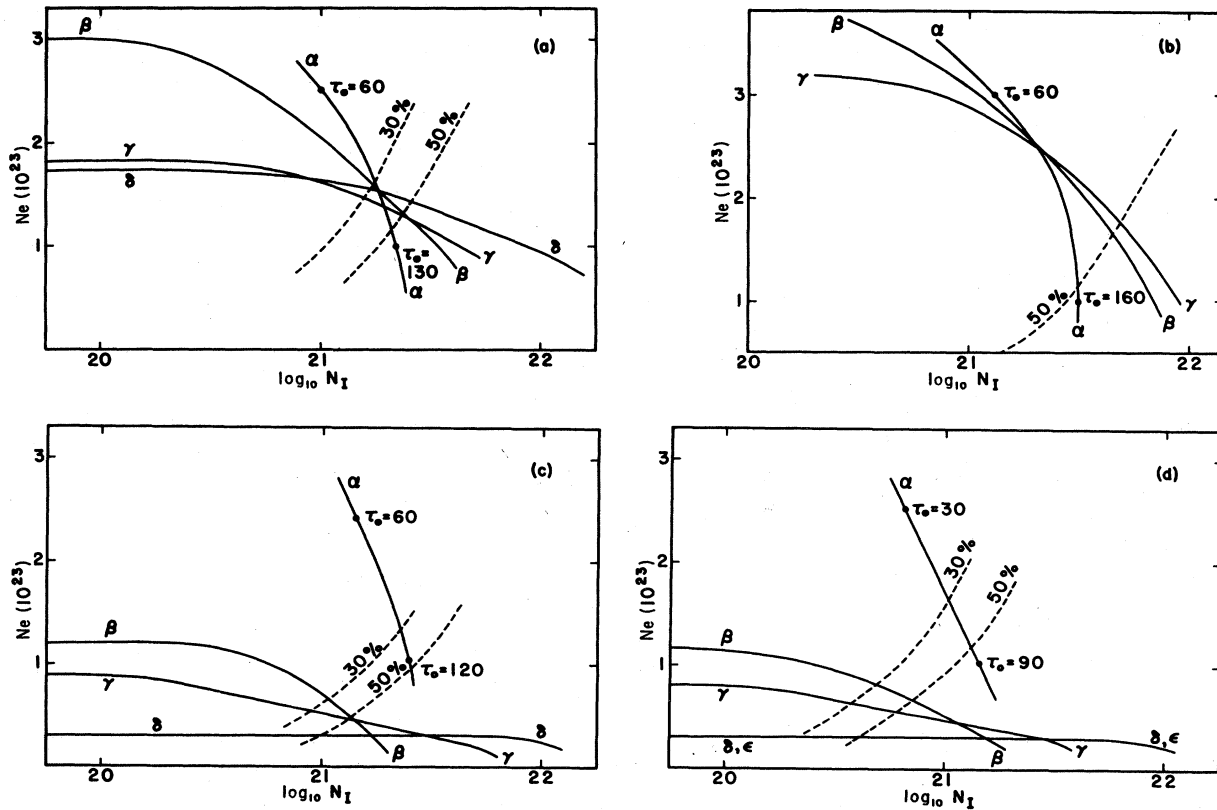 (a)
3
2
1
Ne (10²³)
20
21
22
log₁₀ N_I
β
α
τ₀=60
30%
50%
γ
δ
δ
γ
β
τ₀=
130
α
(b)
3
2
1
20
21
22
log₁₀ N_I
β
α
γ
τ₀=60
50%
τ₀=160
α
β
γ
(c)
3
2
1
Ne (10²³)
20
21
22
log₁₀ N_I
α
τ₀=60
β
γ
δ
30%
50%
τ₀=120
δ
β
γ
(d)
3
2
1
Ne (10²³)
20
21
22
log₁₀ N_I
α
τ₀=30
30%
50%
β
γ
τ₀=90
δ,ε
δ,ε
β
γ